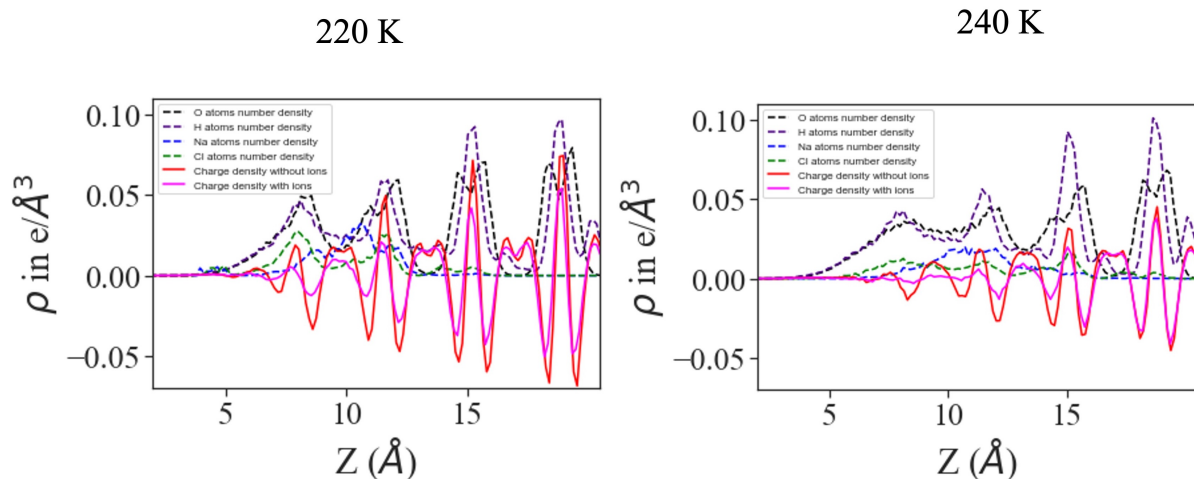 220 K
240 K
O atoms number density
H atoms number density
Na atoms number density
Cl atoms number density
Charge density without ions
Charge density with ions
0.10
0.05
0.00
−0.05
ρ in e/Å³
5
10
15
Z (Å)
O atoms number density
H atoms number density
Na atoms number density
Cl atoms number density
Charge density without ions
Charge density with ions
0.10
0.05
0.00
−0.05
ρ in e/Å³
5
10
15
Z (Å)